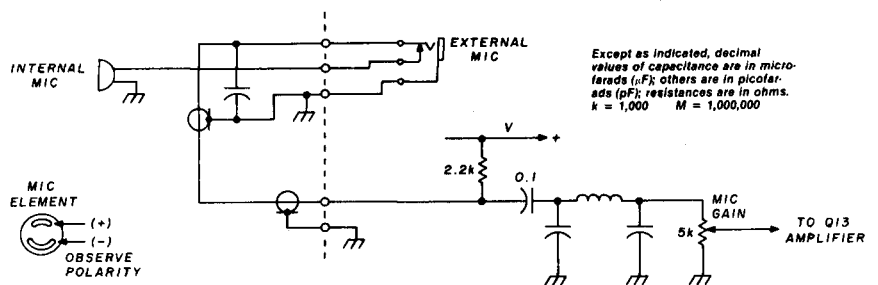 INTERNAL
MIC
EXTERNAL
MIC
Except as indicated, decimal
values of capacitance are in micro-
farads (μF); others are in picofar-
ads (pF); resistances are in ohms.
k = 1,000 M = 1,000,000
V
+
2.2k
0.1
MIC
GAIN
5k
TO Q13
AMPLIFIER
MIC
ELEMENT
(+)
(-)
OBSERVE
POLARITY